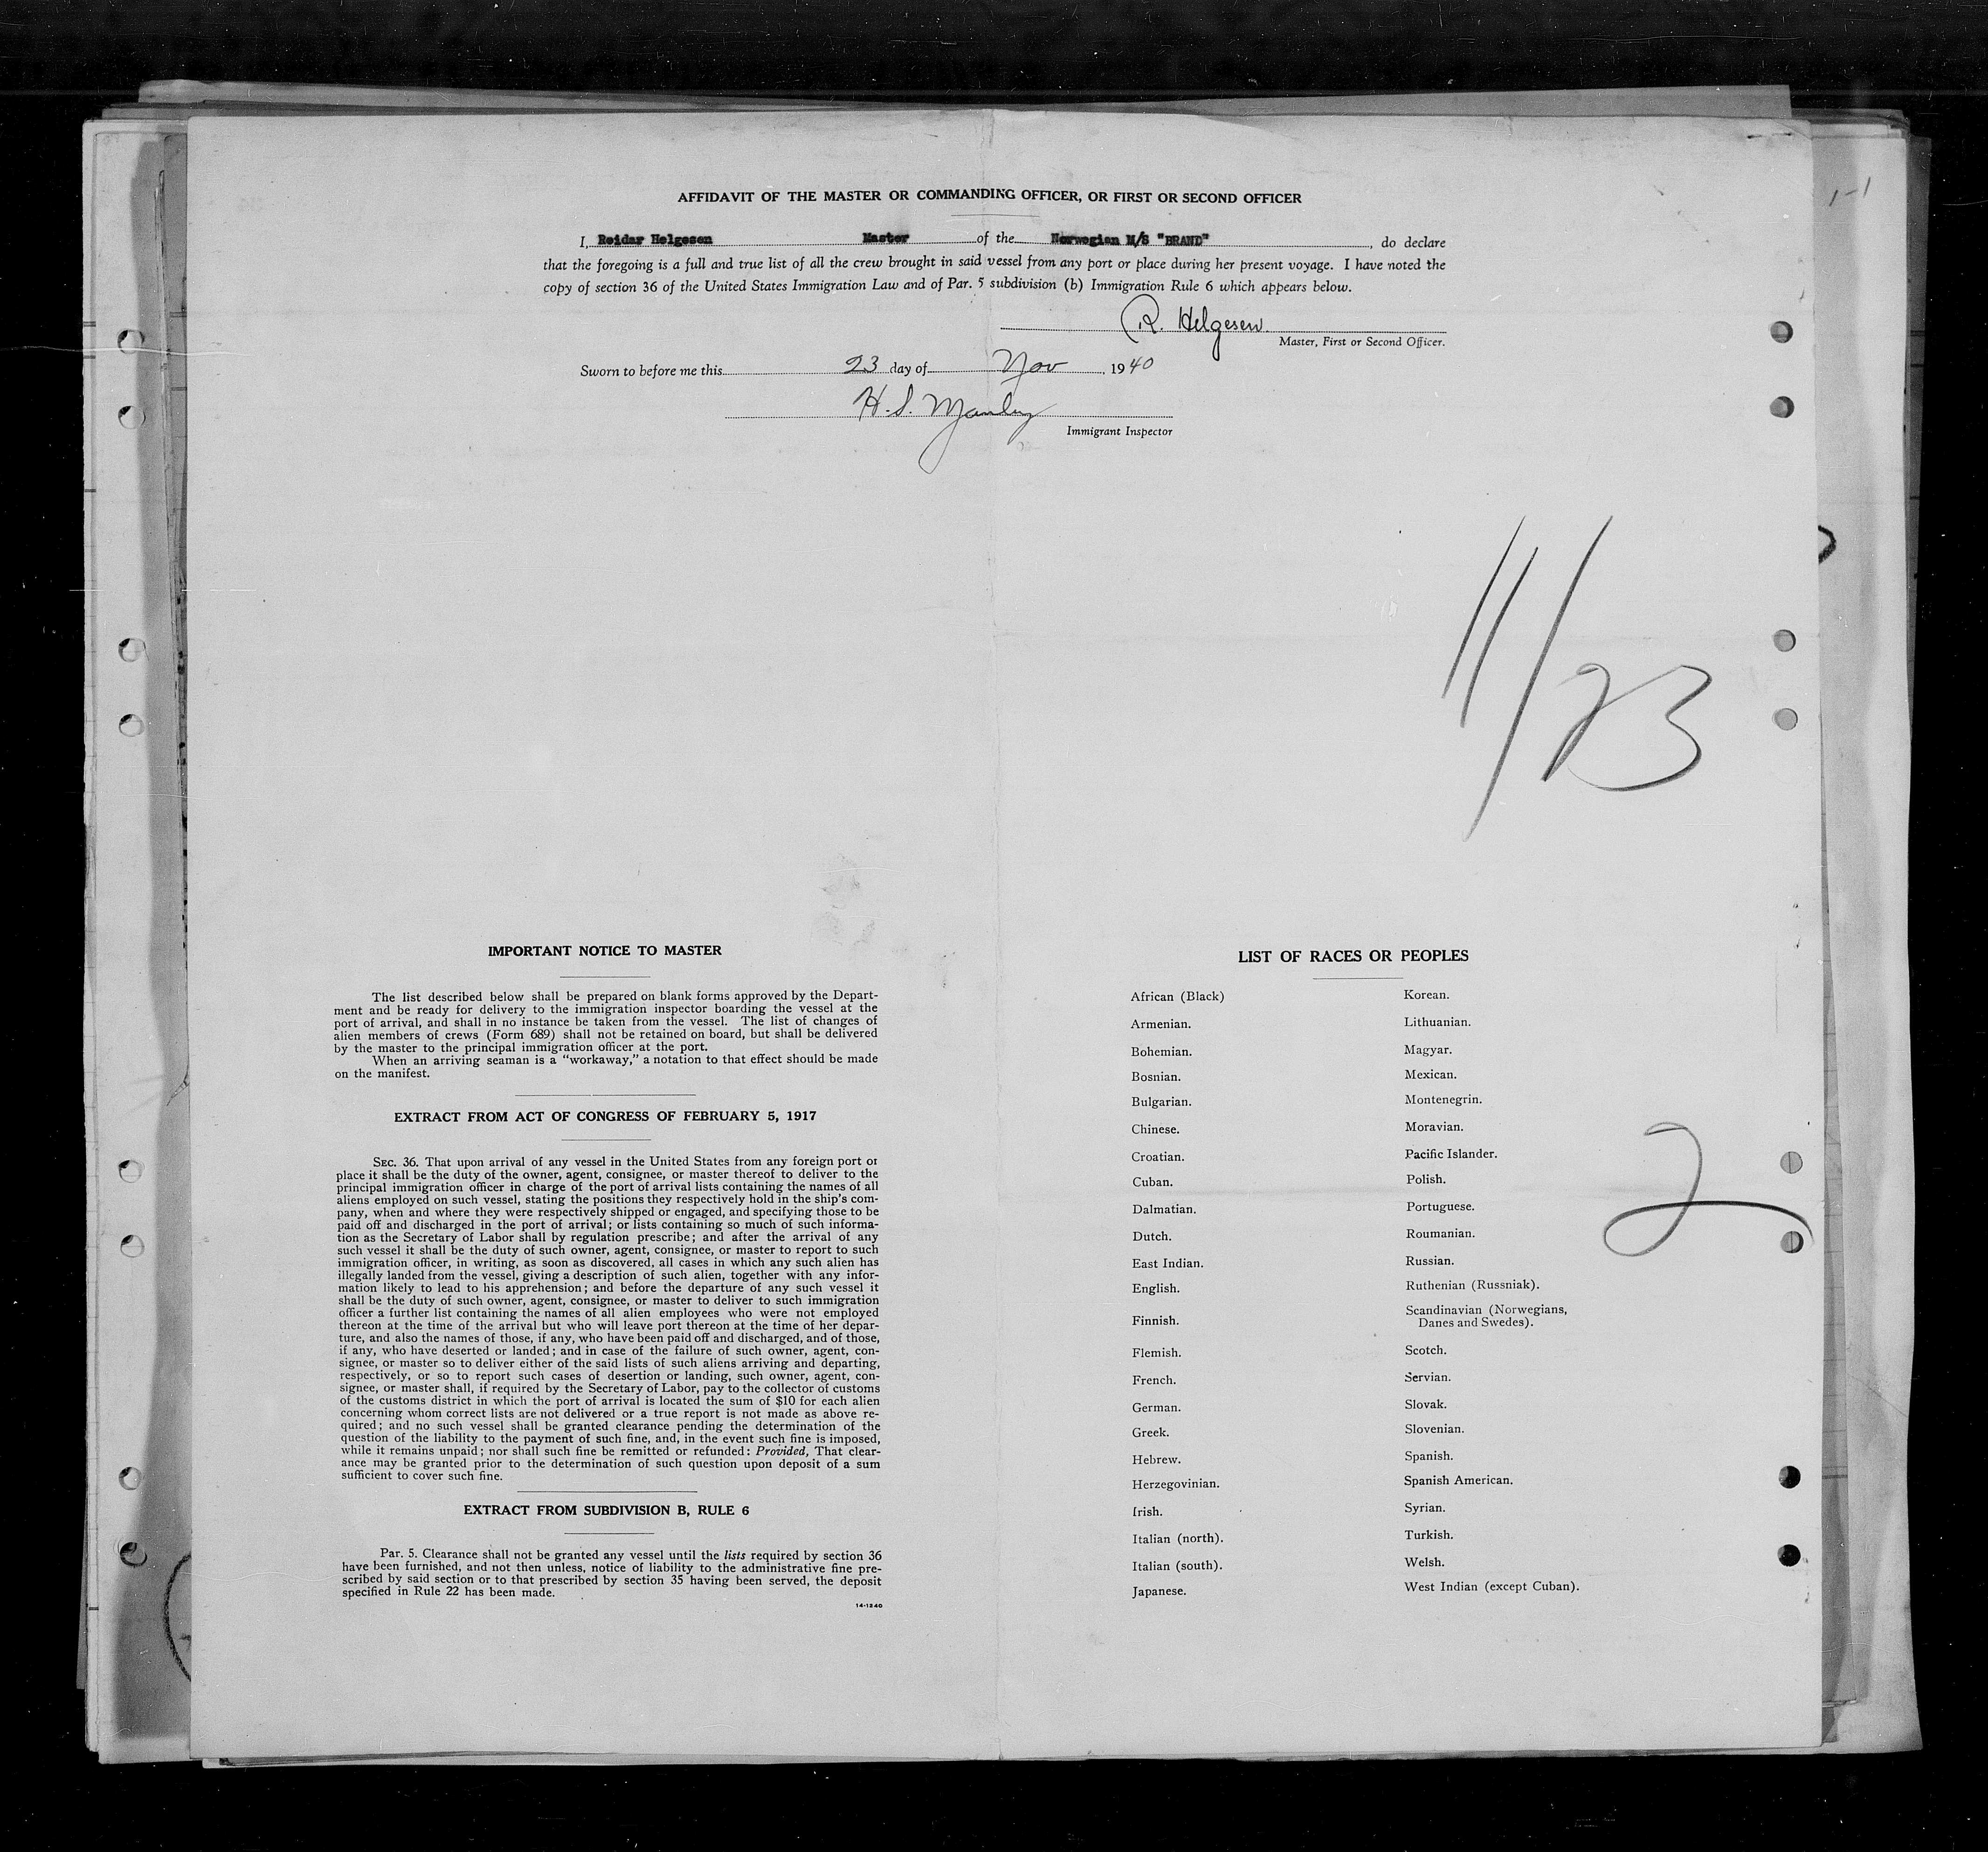 AFFIDAVIT OF THE MASTER OR COMMANDING OFFICER, OR FIRST OR SECOND OFFICER
I, Reidar Helgesen Master of the Norwegian M/S "BRAND", do declare
that the foregoing is a full and true list of all the crew brought in said vessel from any port or place during her present voyage. I have noted the
copy of section 36 of the United States Immigration Law and of Par. 5 subdivision (b) Immigration Rule 6 which appears below.
R. Helgesen
Master, First or Second Officer.
Sworn to before me this 23 day of Nov, 1940
H. S. Manley
Immigrant Inspector
1-1
11/23
IMPORTANT NOTICE TO MASTER
The list described below shall be prepared on blank forms approved by the Depart-
ment and be ready for delivery to the immigration inspector boarding the vessel at the
port of arrival, and shall in no instance be taken from the vessel. The list of changes of
alien members of crews (Form 689) shall not be retained on board, but shall be delivered
by the master to the principal immigration officer at the port.
When an arriving seaman is a "workaway," a notation to that effect should be made
on the manifest.
EXTRACT FROM ACT OF CONGRESS OF FEBRUARY 5, 1917
SEC. 36. That upon arrival of any vessel in the United States from any foreign port or
place it shall be the duty of the owner, agent, consignee, or master thereof to deliver to the
principal immigration officer in charge of the port of arrival lists containing the names of all
aliens employed on such vessel, stating the positions they respectively hold in the ship's com-
pany, when and where they were respectively shipped or engaged, and specifying those to be
paid off and discharged in the port of arrival; or lists containing so much of such informa-
tion as the Secretary of Labor shall by regulation prescribe; and after the arrival of any
such vessel it shall be the duty of such owner, agent, consignee, or master to report to such
immigration officer, in writing, as soon as discovered, all cases in which any such alien has
illegally landed from the vessel, giving a description of such alien, together with any infor-
mation likely to lead to his apprehension; and before the departure of any such vessel it
shall be the duty of such owner, agent, consignee, or master to deliver to such immigration
officer a further list containing the names of all alien employees who were not employed
thereon at the time of the arrival but who will leave port thereon at the time of her depar-
ture, and also the names of those, if any, who have been paid off and discharged, and of those,
if any, who have deserted or landed; and in case of the failure of such owner, agent, con-
signee, or master so to deliver either of the said lists of such aliens arriving and departing,
respectively, or so to report such cases of desertion or landing, such owner, agent, con-
signee, or master shall, if required by the Secretary of Labor, pay to the collector of customs
of the customs district in which the port of arrival is located the sum of $10 for each alien
concerning whom correct lists are not delivered or a true report is not made as above re-
quired; and no such vessel shall be granted clearance pending the determination of the
question of the liability to the payment of such fine, and, in the event such fine is imposed,
while it remains unpaid; nor shall such fine be remitted or refunded: Provided, That clear-
ance may be granted prior to the determination of such question upon deposit of a sum
sufficient to cover such fine.
EXTRACT FROM SUBDIVISION B, RULE 6
Par. 5. Clearance shall not be granted any vessel until the lists required by section 36
have been furnished, and not then unless, notice of liability to the administrative fine pre-
scribed by said section or to that prescribed by section 35 having been served, the deposit
specified in Rule 22 has been made.
14-1240
LIST OF RACES OR PEOPLES
African (Black)
Armenian.
Bohemian.
Bosnian.
Bulgarian.
Chinese.
Croatian.
Cuban.
Dalmatian.
Dutch.
East Indian.
English.
Finnish.
Flemish.
French.
German.
Greek.
Hebrew.
Herzegovinian.
Irish.
Italian (north).
Italian (south).
Japanese.
Korean.
Lithuanian.
Magyar.
Mexican.
Montenegrin.
Moravian.
Pacific Islander.
Polish.
Portuguese.
Roumanian.
Russian.
Ruthenian (Russniak).
Scandinavian (Norwegians,
Danes and Swedes).
Scotch.
Servian.
Slovak.
Slovenian.
Spanish.
Spanish American.
Syrian.
Turkish.
Welsh.
West Indian (except Cuban).
2